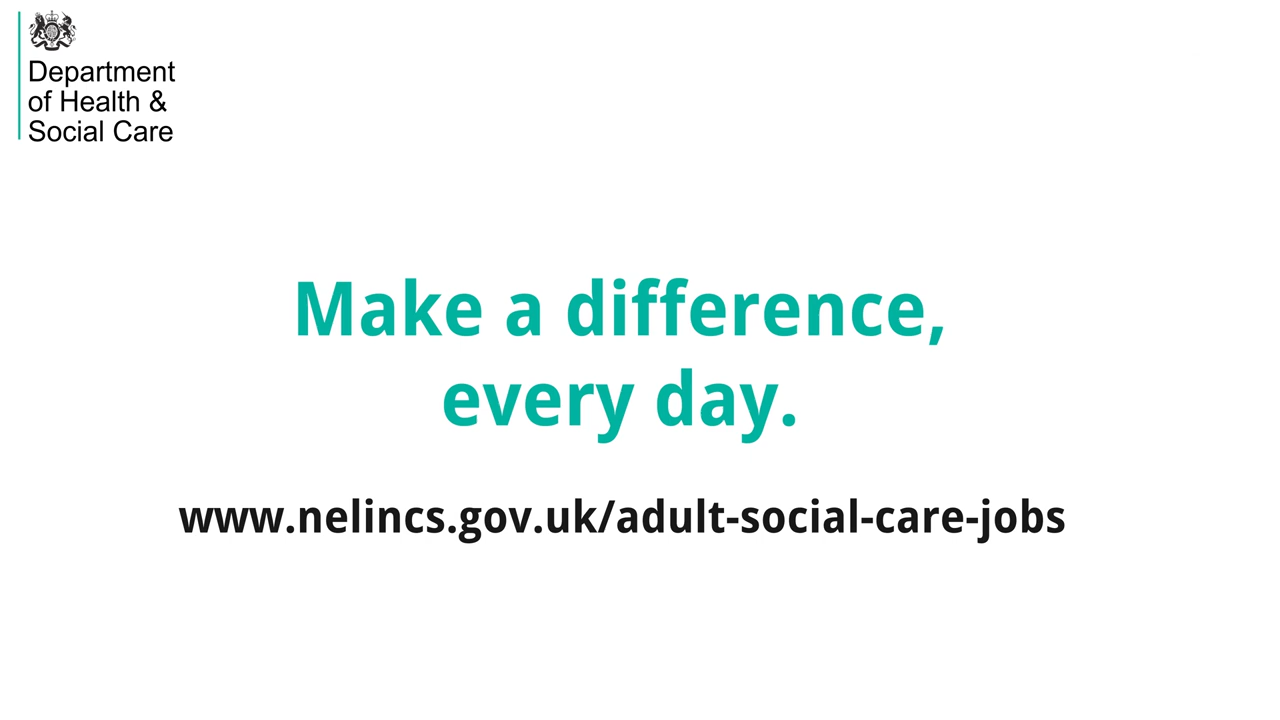 Department
of Health &
Social Care
Make a difference,
every day.
www.nelincs.gov.uk/adult-social-care-jobs